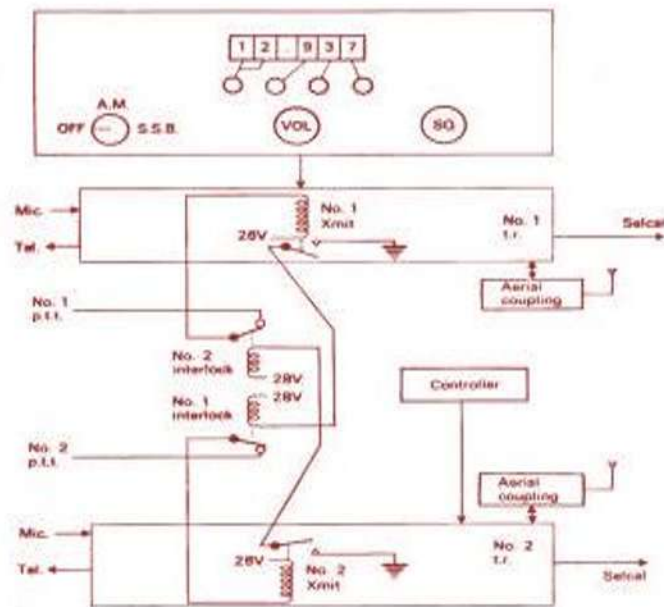 1 2 . 9 3 7
A.M.
OFF S.S.B.
VOL
SQ
Mic.
Tel.
No. 1
Xmit
28V
No. 1
t.r.
Selcal
Aerial
coupling
No. 1
p.t.t.
No. 2
interlock
28V
28V
No. 1
interlock
Controller
No. 2
p.t.t.
Aerial
coupling
Mic.
Tel.
28V
No. 2
Xmit
No. 2
t.r.
Selcal